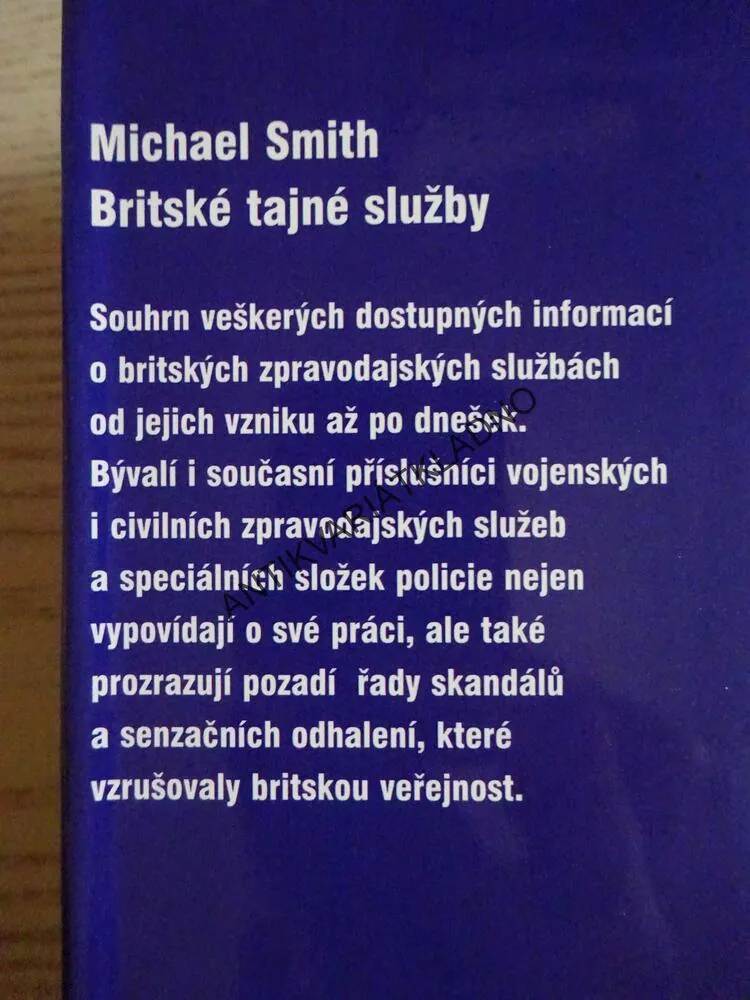 Michael Smith
Britské tajné služby
Souhrn veškerých dostupných informací
o britských zpravodajských službách
od jejich vzniku až po dnešek.
Bývalí i současní příslušníci vojenských
i civilních zpravodajských služeb
a speciálních složek policie nejen
vypovídají o své práci, ale také
prozrazují pozadí řady skandálů
a senzačních odhalení, které
vzrušovaly britskou veřejnost.
ANTIKVARIATKLADNO